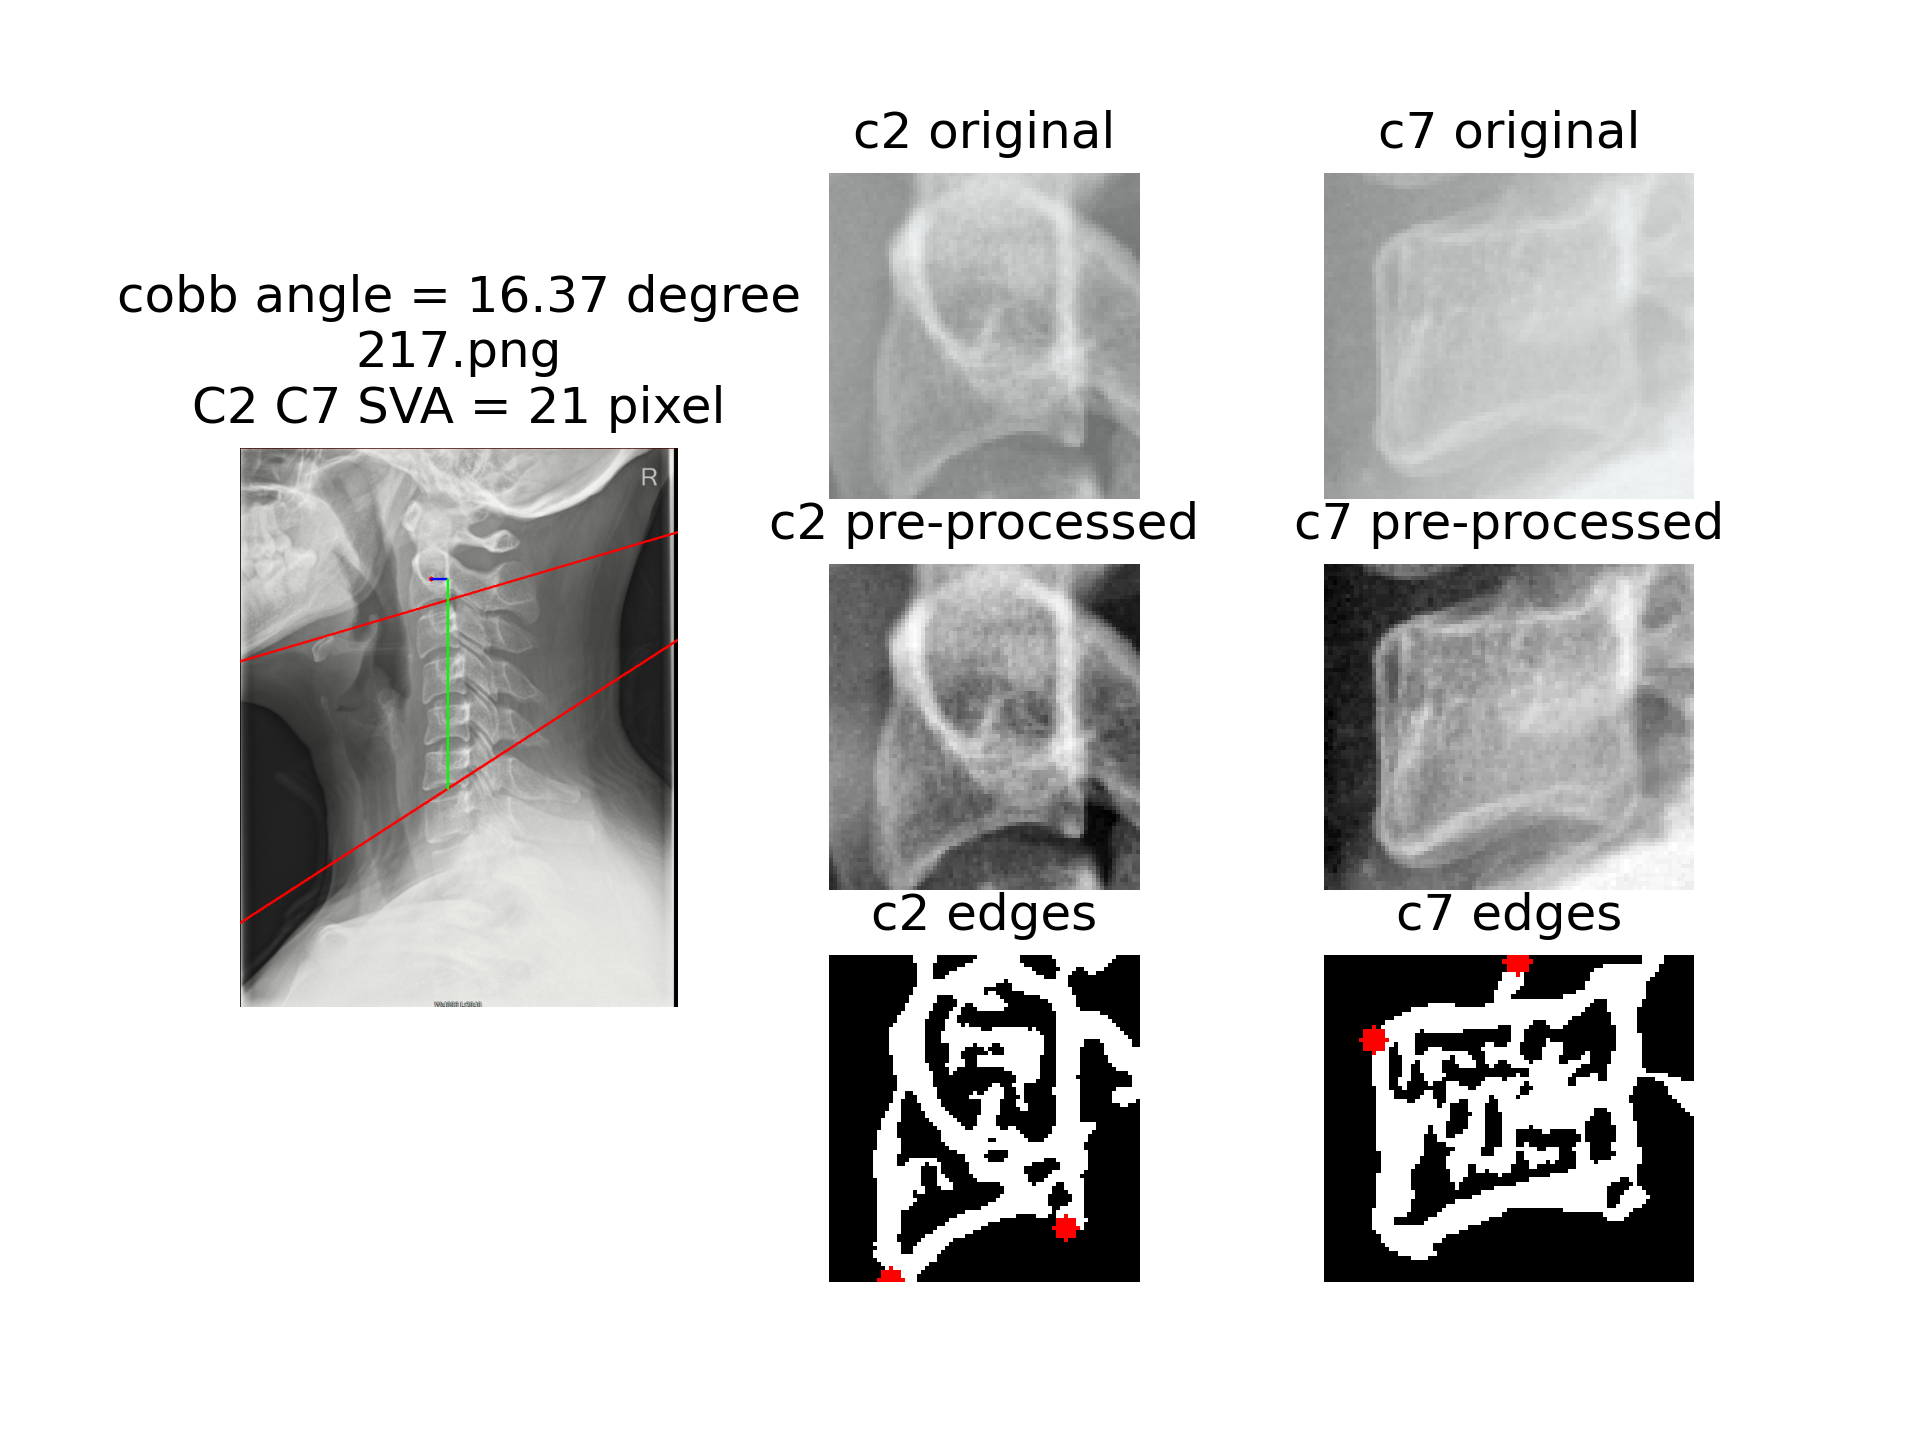 cobb angle = 16.37 degree
217.png
C2 C7 SVA = 21 pixel
R
c2 original
c7 original
c2 pre-processed
c7 pre-processed
c2 edges
c7 edges